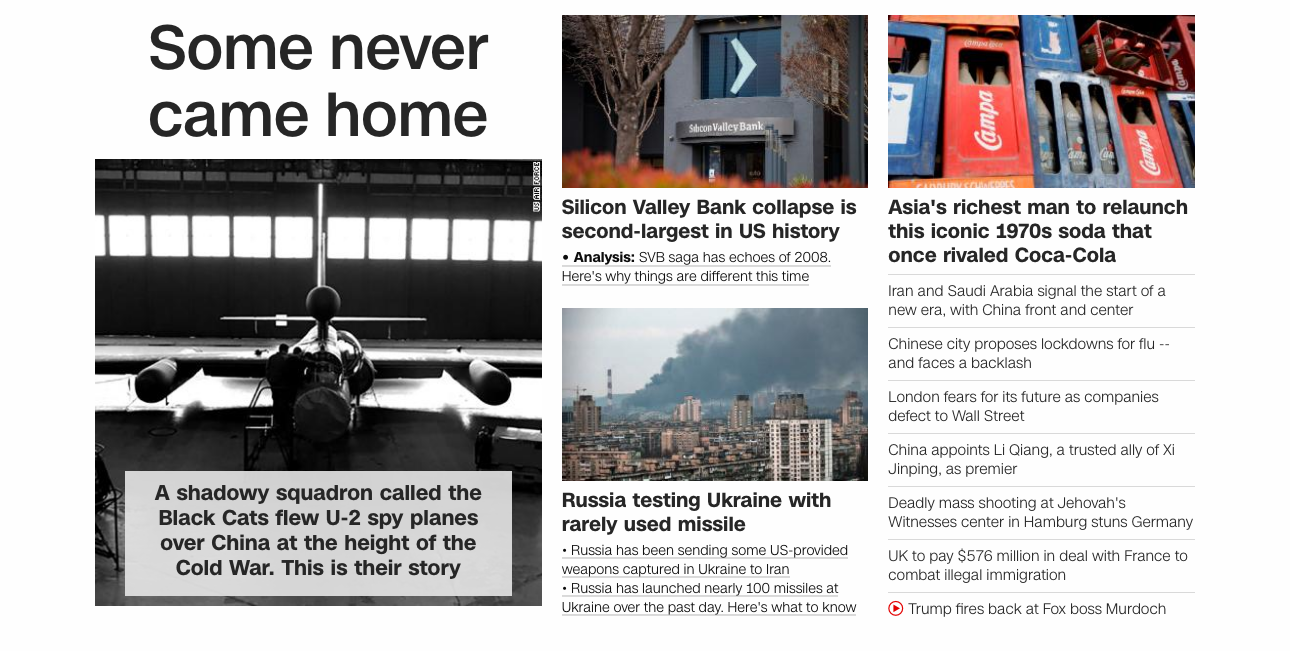 Some never
came home
US AIR FORCE
A shadowy squadron called the
Black Cats flew U-2 spy planes
over China at the height of the
Cold War. This is their story
Silicon Valley Bank
Silicon Valley Bank collapse is
second-largest in US history
• Analysis: SVB saga has echoes of 2008.
Here's why things are different this time
Russia testing Ukraine with
rarely used missile
• Russia has been sending some US-provided
weapons captured in Ukraine to Iran
• Russia has launched nearly 100 missiles at
Ukraine over the past day. Here's what to know
Campa
Campa
Campa
Asia's richest man to relaunch
this iconic 1970s soda that
once rivaled Coca-Cola
Iran and Saudi Arabia signal the start of a
new era, with China front and center
Chinese city proposes lockdowns for flu --
and faces a backlash
London fears for its future as companies
defect to Wall Street
China appoints Li Qiang, a trusted ally of Xi
Jinping, as premier
Deadly mass shooting at Jehovah's
Witnesses center in Hamburg stuns Germany
UK to pay $576 million in deal with France to
combat illegal immigration
Trump fires back at Fox boss Murdoch